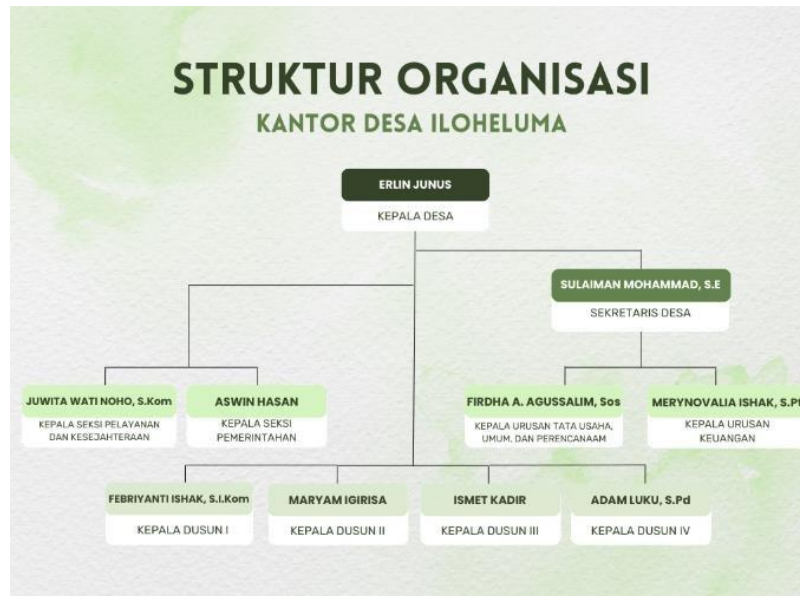 STRUKTUR ORGANISASI
KANTOR DESA ILOHELUMA
ERLIN JUNUS
KEPALA DESA
SULAIMAN MOHAMMAD, S.E
SEKRETARIS DESA
JUWITA WATI NOHO, S.Kom
KEPALA SEKSI PELAYANAN
DAN KESEJAHTERAAN
ASWIN HASAN
KEPALA SEKSI
PEMERINTAHAN
FIRDHA A. AGUSSALIM, Sos
KEPALA URUSAN TATA USAHA,
UMUM, DAN PERENCANAAM
MERYNOVALIA ISHAK,
KEPALA URUSAN
KEUANGAN
FEBRIYANTI ISHAK, S.I.Kom
KEPALA DUSUN I
MARYAM IGIRISA
KEPALA DUSUN II
ISMET KADIR
KEPALA DUSUN III
ADAM LUKU, S.Pd
KEPALA DUSUN IV